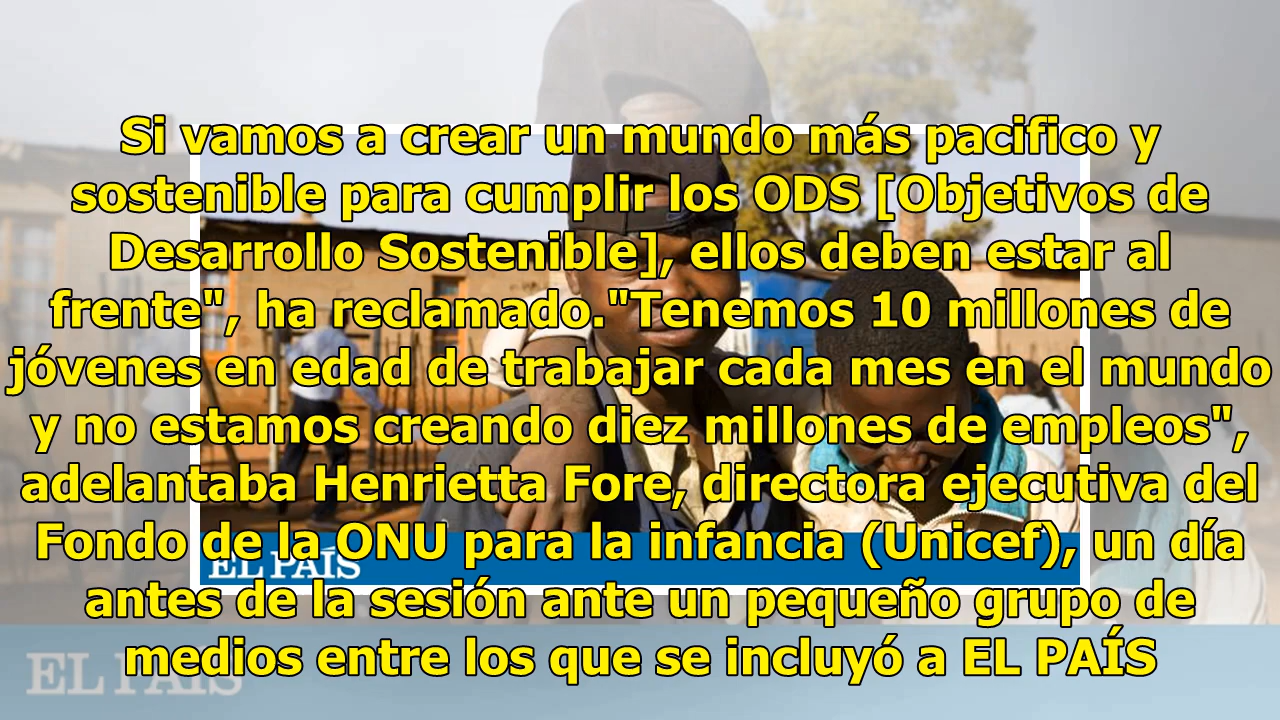 Si vamos a crear un mundo más pacifico y
sostenible para cumplir los ODS [Objetivos de
Desarrollo Sostenible], ellos deben estar al
frente", ha reclamado."Tenemos 10 millones de
jóvenes en edad de trabajar cada mes en el mundo
y no estamos creando diez millones de empleos",
adelantaba Henrietta Fore, directora ejecutiva del
Fondo de la ONU para la infancia (Unicef), un día
EL PAÍS
antes de la sesión ante un pequeño grupo de
medios entre los que se incluyó a EL PAÍS
EL PAÍS